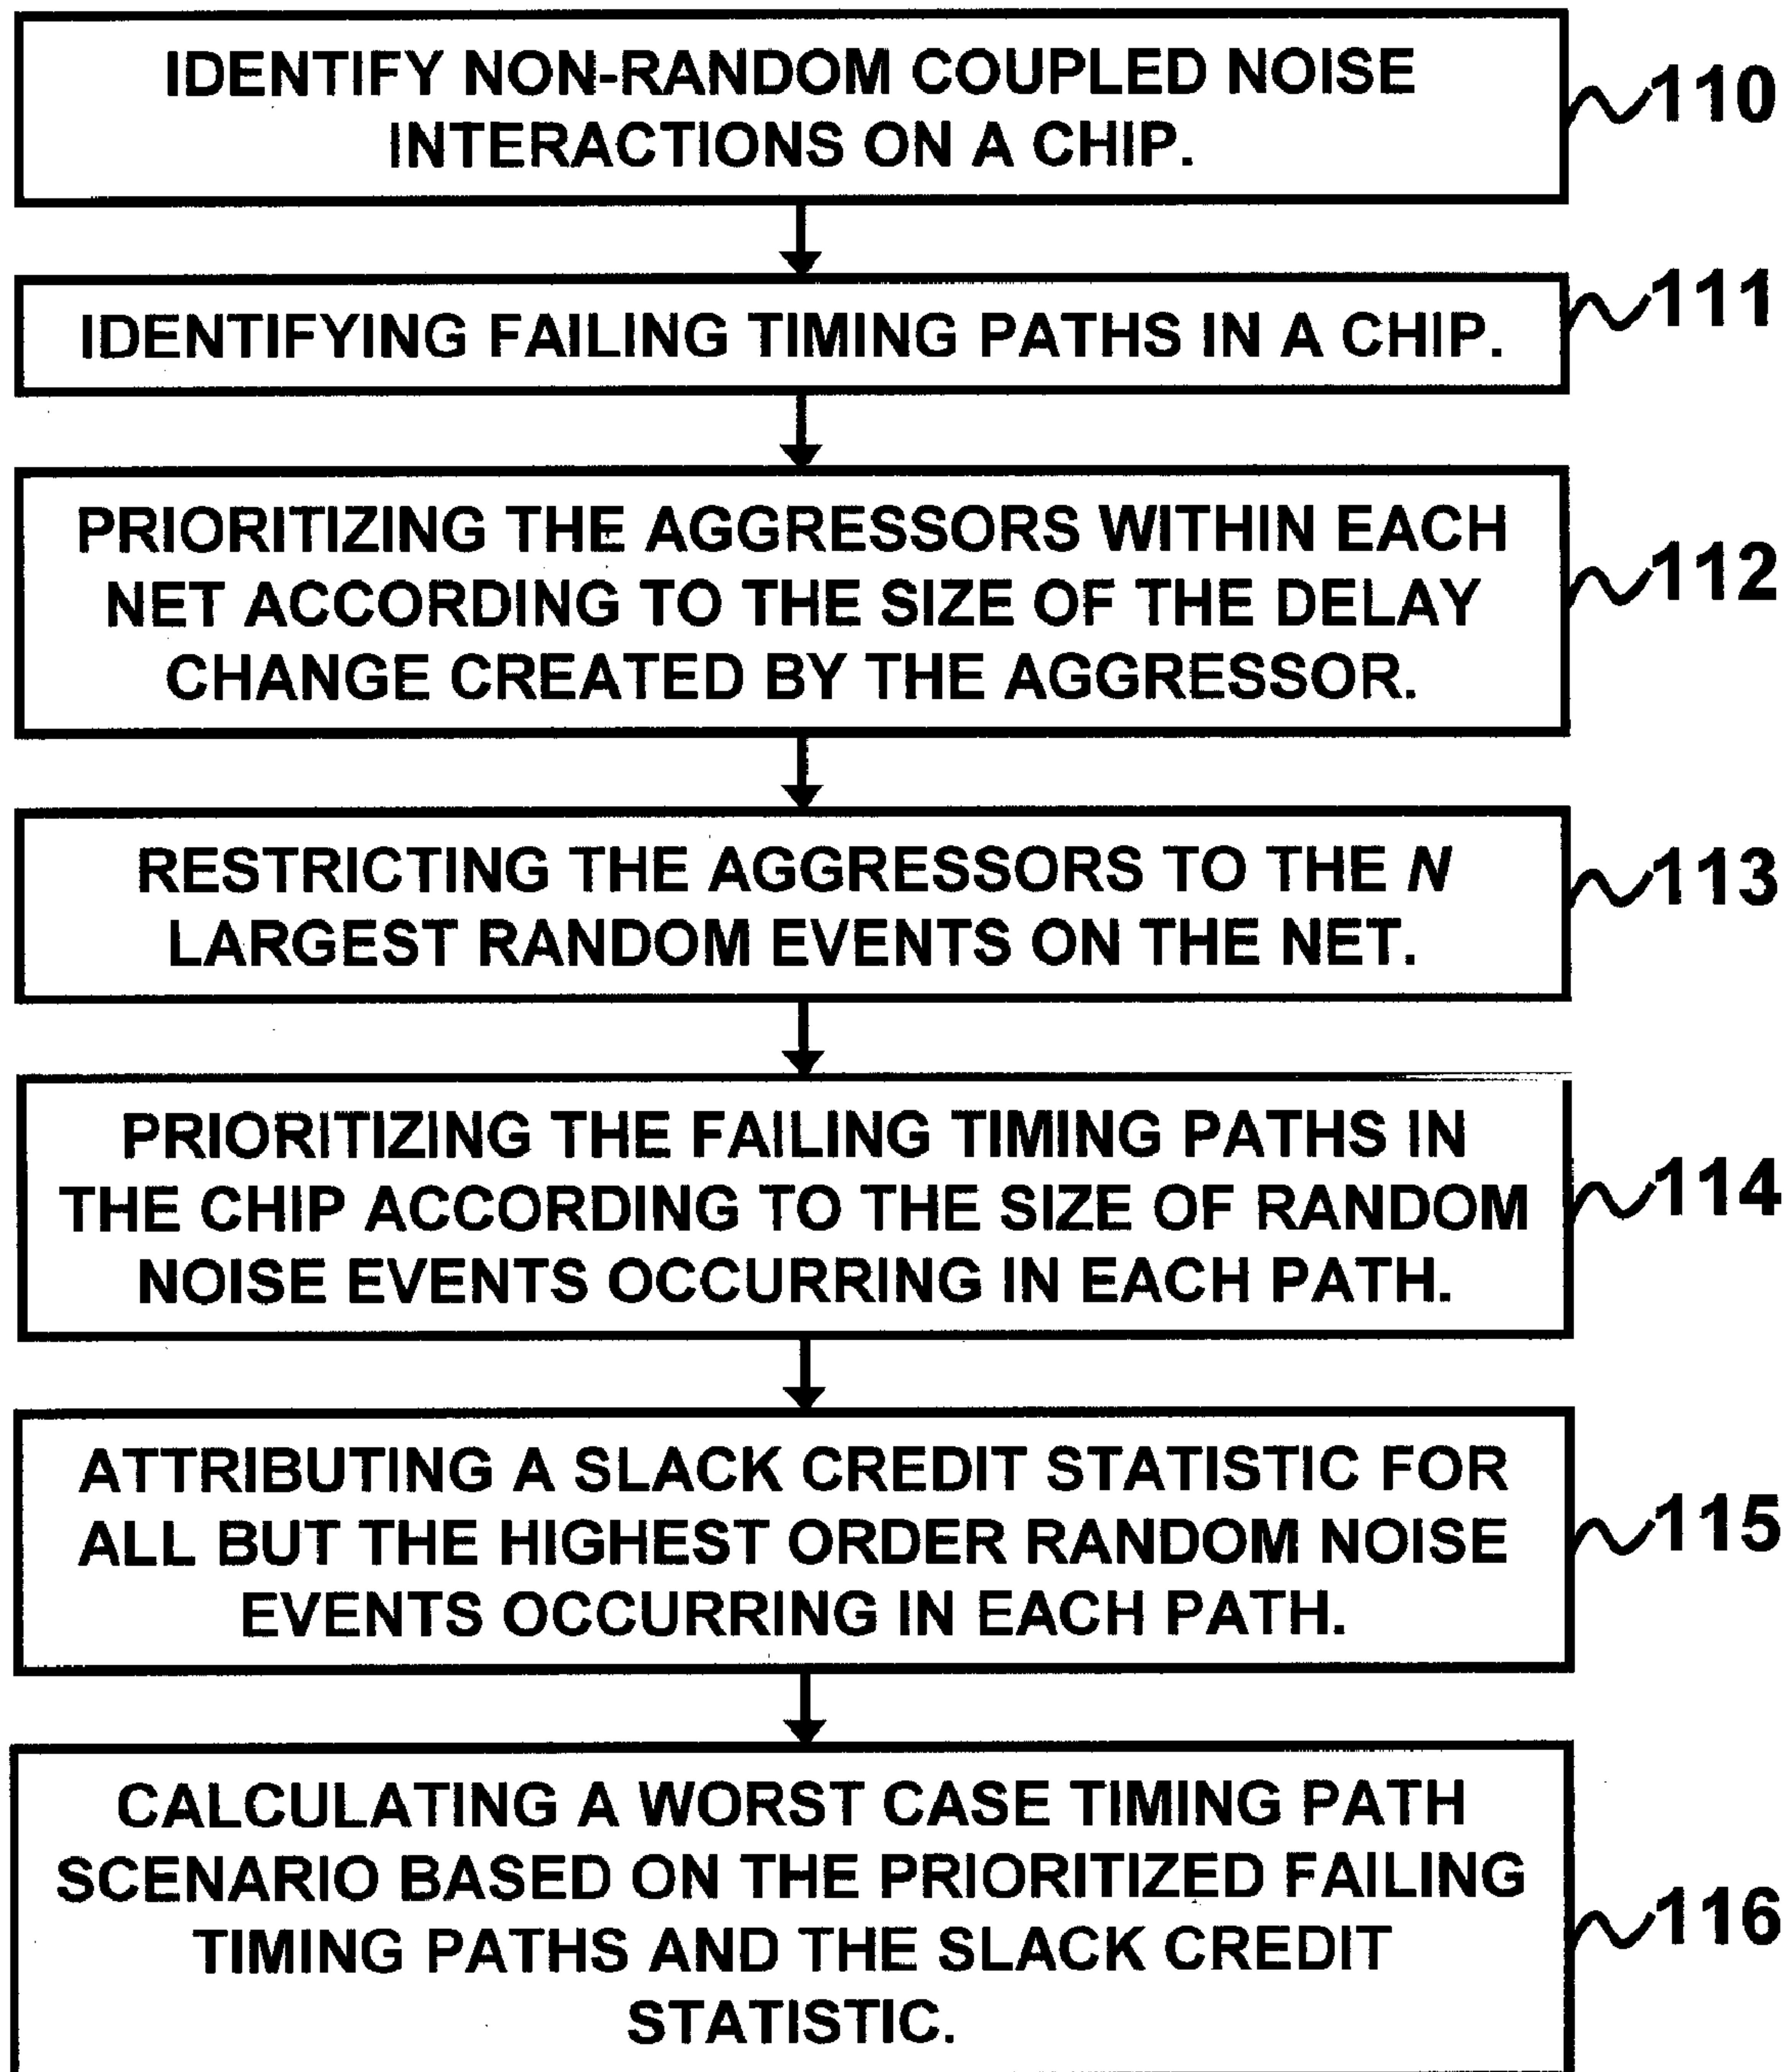 IDENTIFY NON-RANDOM COUPLED NOISE
INTERACTIONS ON A CHIP.
110
IDENTIFYING FAILING TIMING PATHS IN A CHIP.
111
PRIORITIZING THE AGGRESSORS WITHIN EACH
NET ACCORDING TO THE SIZE OF THE DELAY
CHANGE CREATED BY THE AGGRESSOR.
112
RESTRICTING THE AGGRESSORS TO THE N
LARGEST RANDOM EVENTS ON THE NET.
113
PRIORITIZING THE FAILING TIMING PATHS IN
THE CHIP ACCORDING TO THE SIZE OF RANDOM
NOISE EVENTS OCCURRING IN EACH PATH.
114
ATTRIBUTING A SLACK CREDIT STATISTIC FOR
ALL BUT THE HIGHEST ORDER RANDOM NOISE
EVENTS OCCURRING IN EACH PATH.
115
CALCULATING A WORST CASE TIMING PATH
SCENARIO BASED ON THE PRIORITIZED FAILING
TIMING PATHS AND THE SLACK CREDIT
STATISTIC.
116